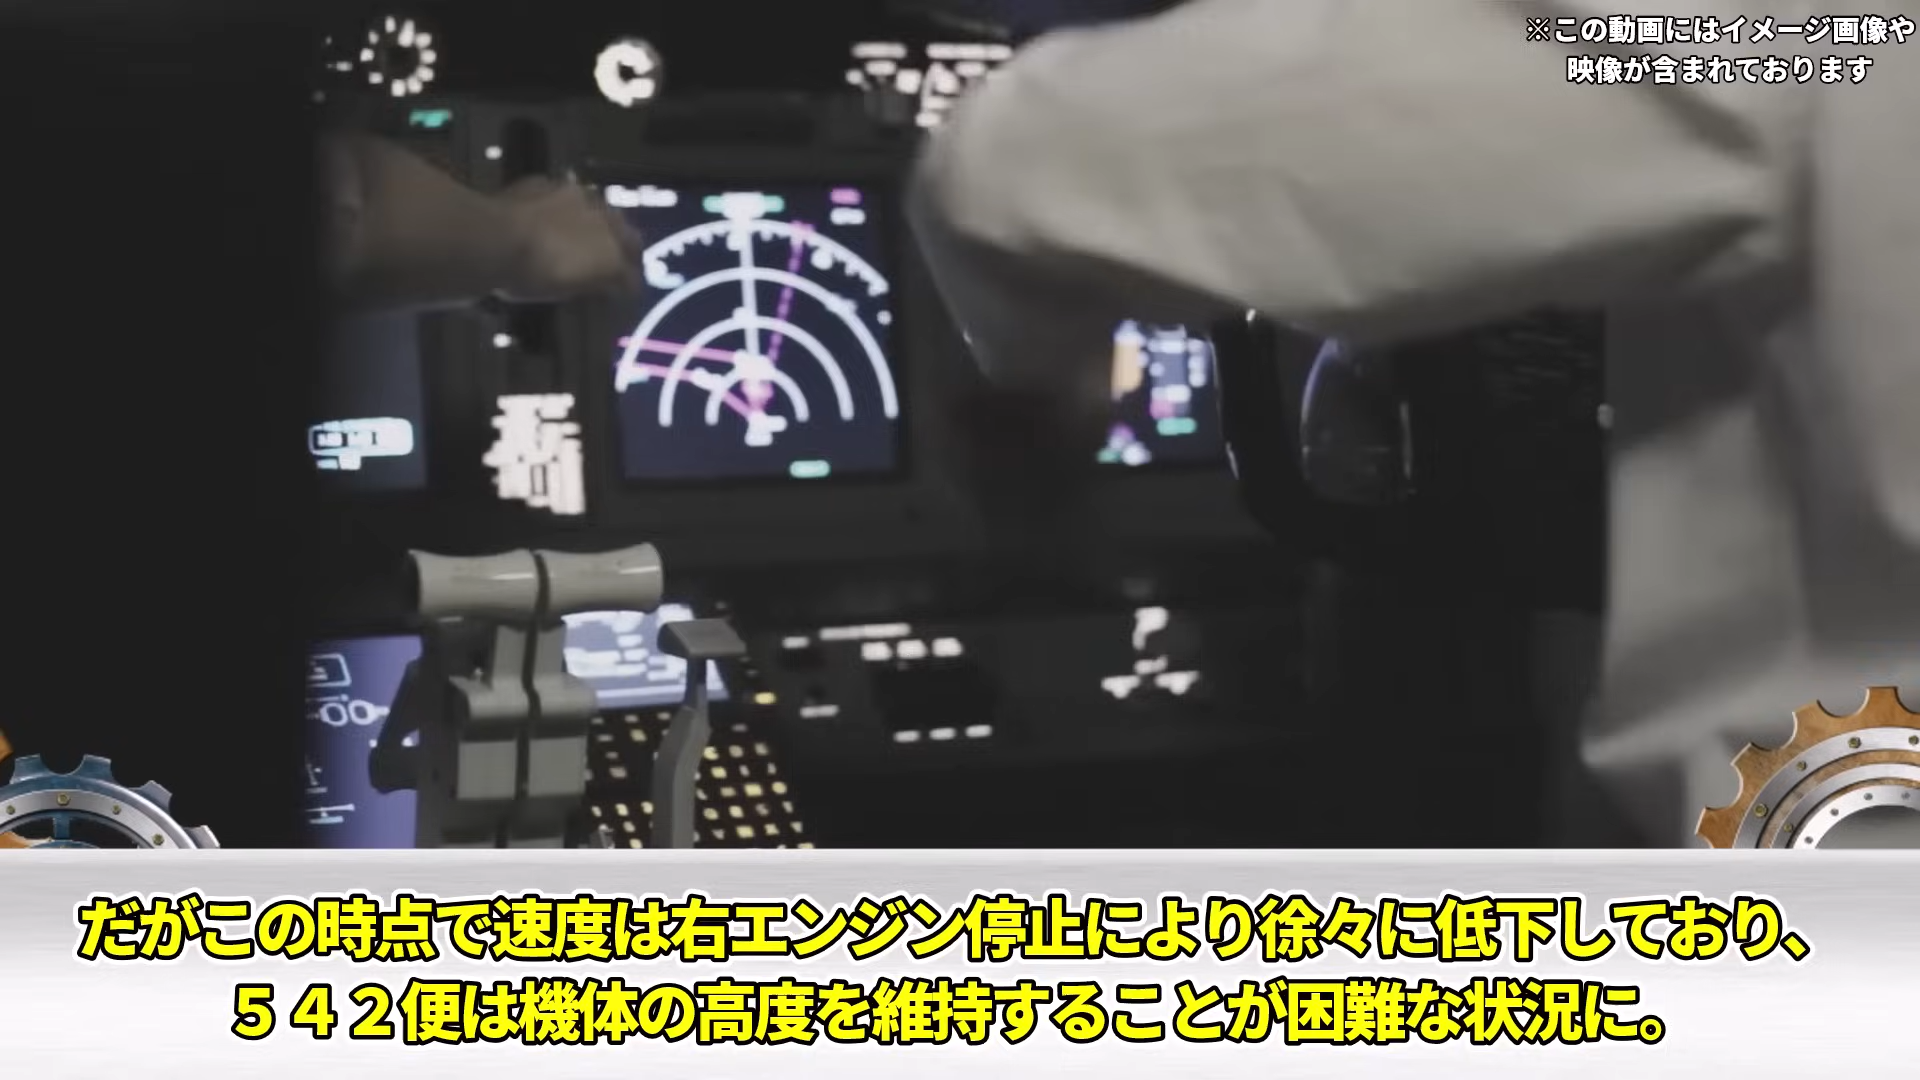 ※この動画にはイメージ画像や
映像が含まれております
だがこの時点で速度は右エンジン停止により徐々に低下しており、
５４２便は機体の高度を維持することが困難な状況に。